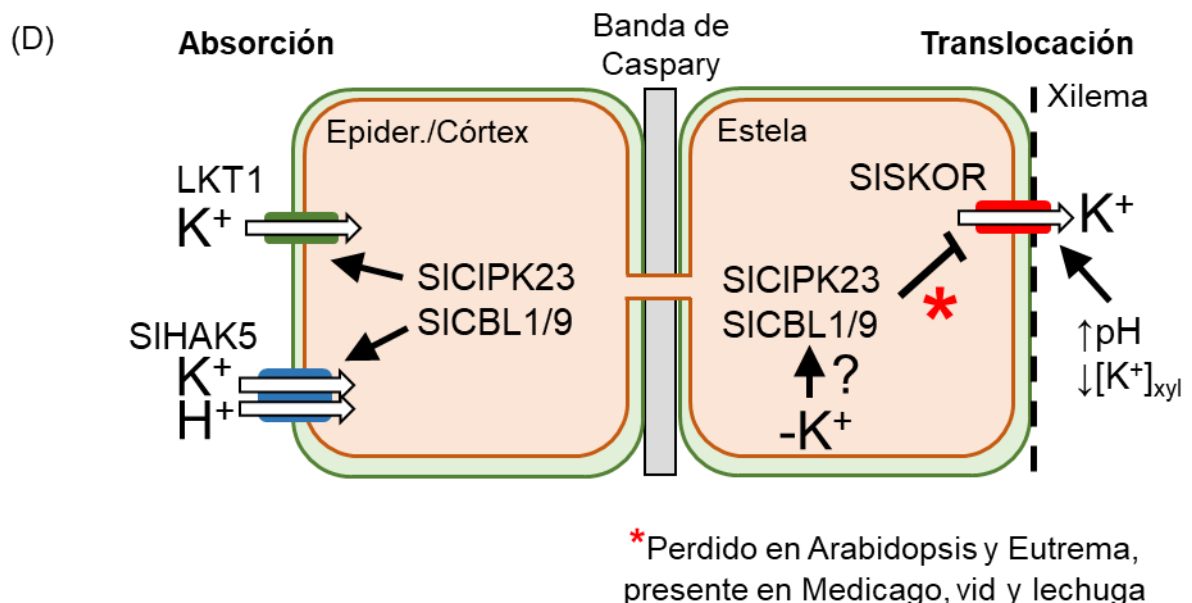 (D)
Absorción
Banda de
Caspary
Translocación
Xilema
Epider./Córtex
Estela
LKT1
K+
SlSKOR
K+
SlCIPK23
SlCBL1/9
SlCIPK23
SlCBL1/9
*
SlHAK5
K+
H+
?
-K+
↑pH
↓[K+]xyl
*Perdido en Arabidopsis y Eutrema,
presente en Medicago, vid y lechuga